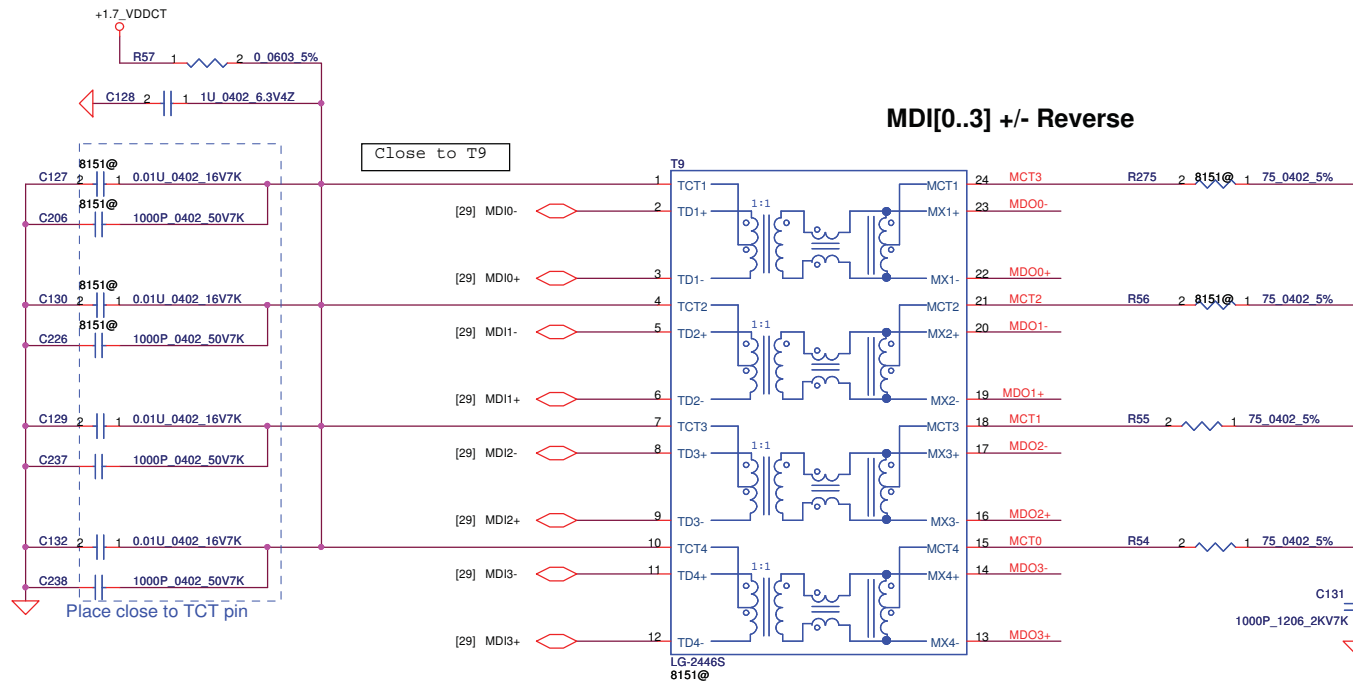 +1.7_VDDCT
R57 1 2 0_0603_5%
C128 2 1 1U_0402_6.3V4Z
MDI[0..3] +/- Reverse
Close to T9
8151@
C127 2 1 0.01U_0402_16V7K
8151@
C206 1000P_0402_50V7K
8151@
C130 2 1 0.01U_0402_16V7K
8151@
C226 1000P_0402_50V7K
C129 2 1 0.01U_0402_16V7K
C237 1000P_0402_50V7K
C132 2 1 0.01U_0402_16V7K
C238 1000P_0402_50V7K
Place close to TCT pin
T9
1 TCT1 MCT1 24 MCT3 R275 2 8151@ 1 75_0402_5%
1:1
[29] MDI0- 2 TD1+ MX1+ 23 MDO0-
[29] MDI0+ 3 TD1- MX1- 22 MDO0+
4 TCT2 MCT2 21 MCT2 R56 2 8151@ 1 75_0402_5%
1:1
[29] MDI1- 5 TD2+ MX2+ 20 MDO1-
[29] MDI1+ 6 TD2- MX2- 19 MDO1+
7 TCT3 MCT3 18 MCT1 R55 2 1 75_0402_5%
1:1
[29] MDI2- 8 TD3+ MX3+ 17 MDO2-
[29] MDI2+ 9 TD3- MX3- 16 MDO2+
10 TCT4 MCT4 15 MCT0 R54 2 1 75_0402_5%
1:1
[29] MDI3- 11 TD4+ MX4+ 14 MDO3-
[29] MDI3+ 12 TD4- MX4- 13 MDO3+
LG-2446S
8151@
C131
1000P_1206_2KV7K